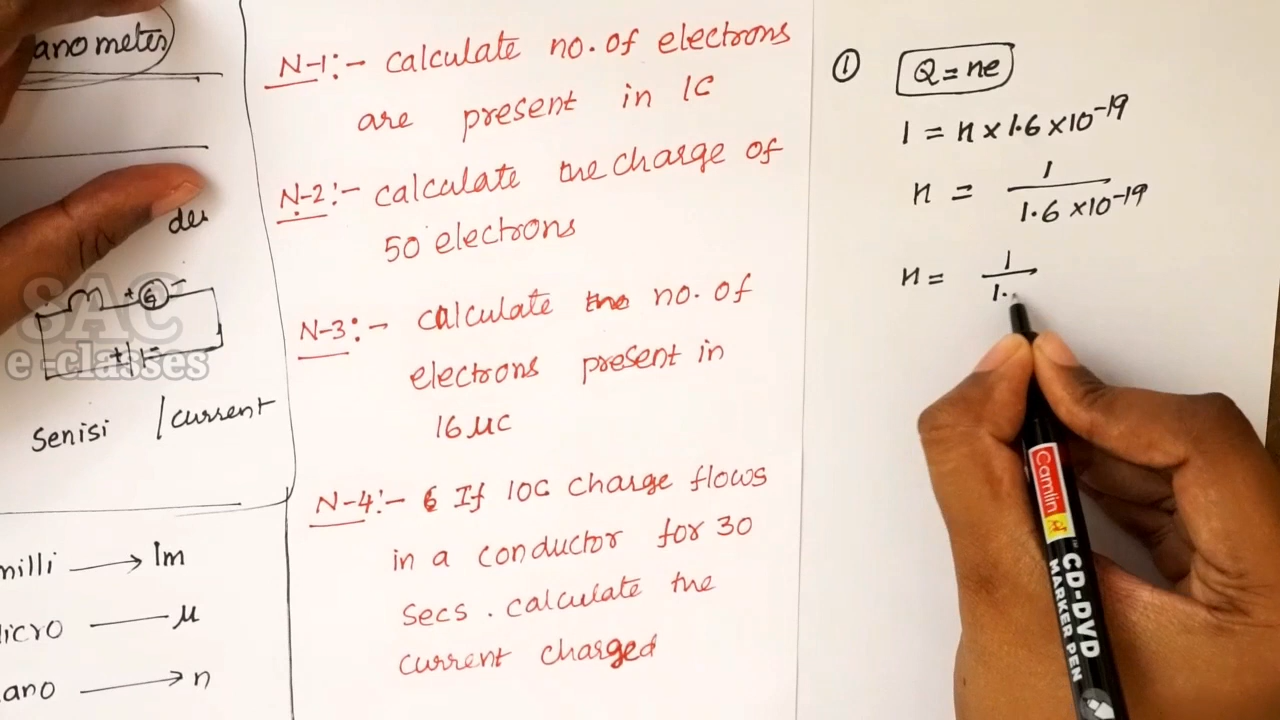 anometer
der
+ G -
+ -
SAC
e-classes
Senisi / current
milli → 1m
icro — μ
ano → n
N-1:- calculate no. of electrons
are present in 1C
N-2:- calculate the charge of
50 electrons
N-3:- calculate the no. of
electrons present in
16 μC
N-4:- If 10C charge flows
in a conductor for 30
secs. calculate the
current charged
① Q = ne
1 = n × 1.6 × 10⁻¹⁹
n = 1 / 1.6 × 10⁻¹⁹
n = 1 / 1.
Camlin
CD-DVD
MARKER PEN